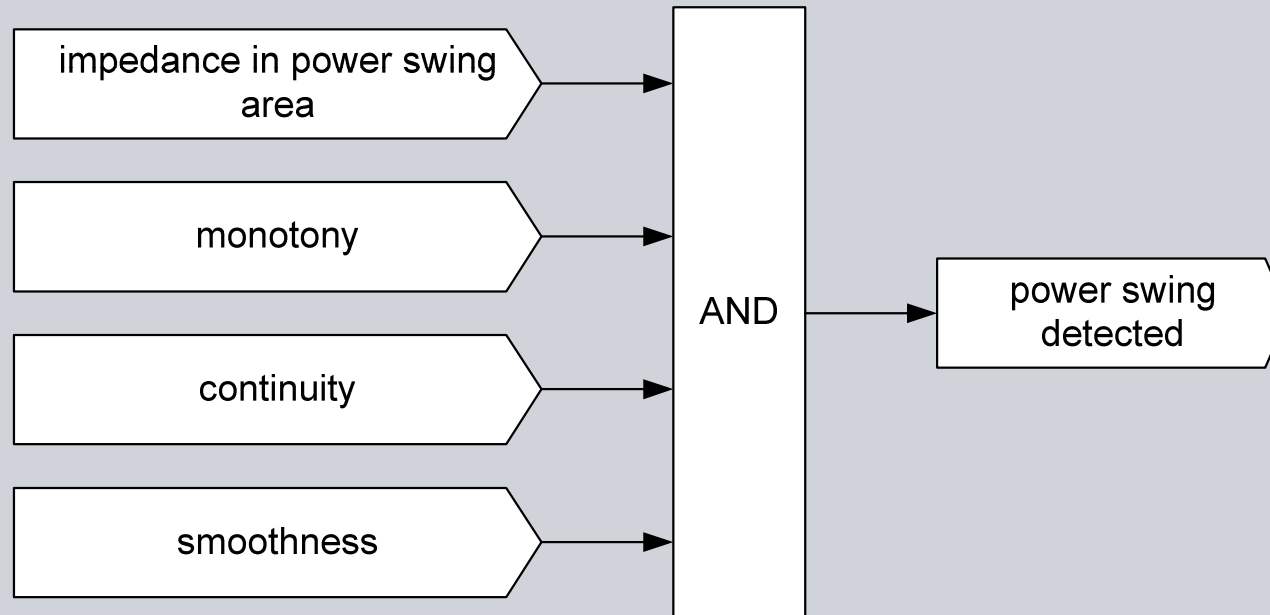 impedance in power swing
area
monotony
continuity
smoothness
AND
power swing
detected